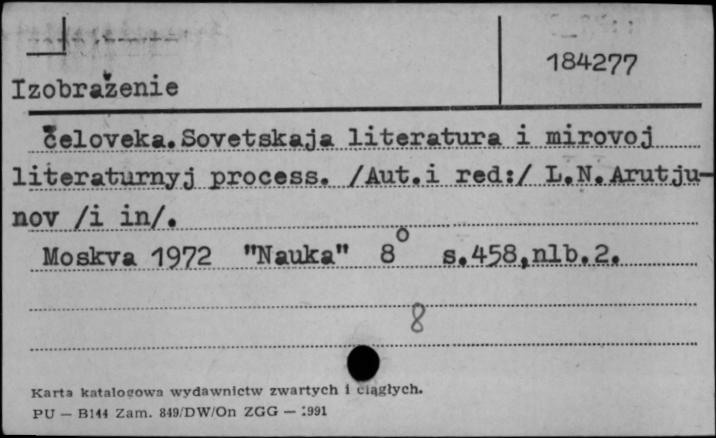 184277
Izobraženie
čeloveka.Sovetskaja literatura i mirovoj
literaturnyj process. /Aut.i red:/ L.N.Arutju-
nov /i in/.
Moskva 1972 "Nauka" 8° s.458,nlb.2.
8
Karta katalogowa wydawnictw zwartych i ciągłych.
PU — B144 Zam. 849/DW/On ZGG — 1991